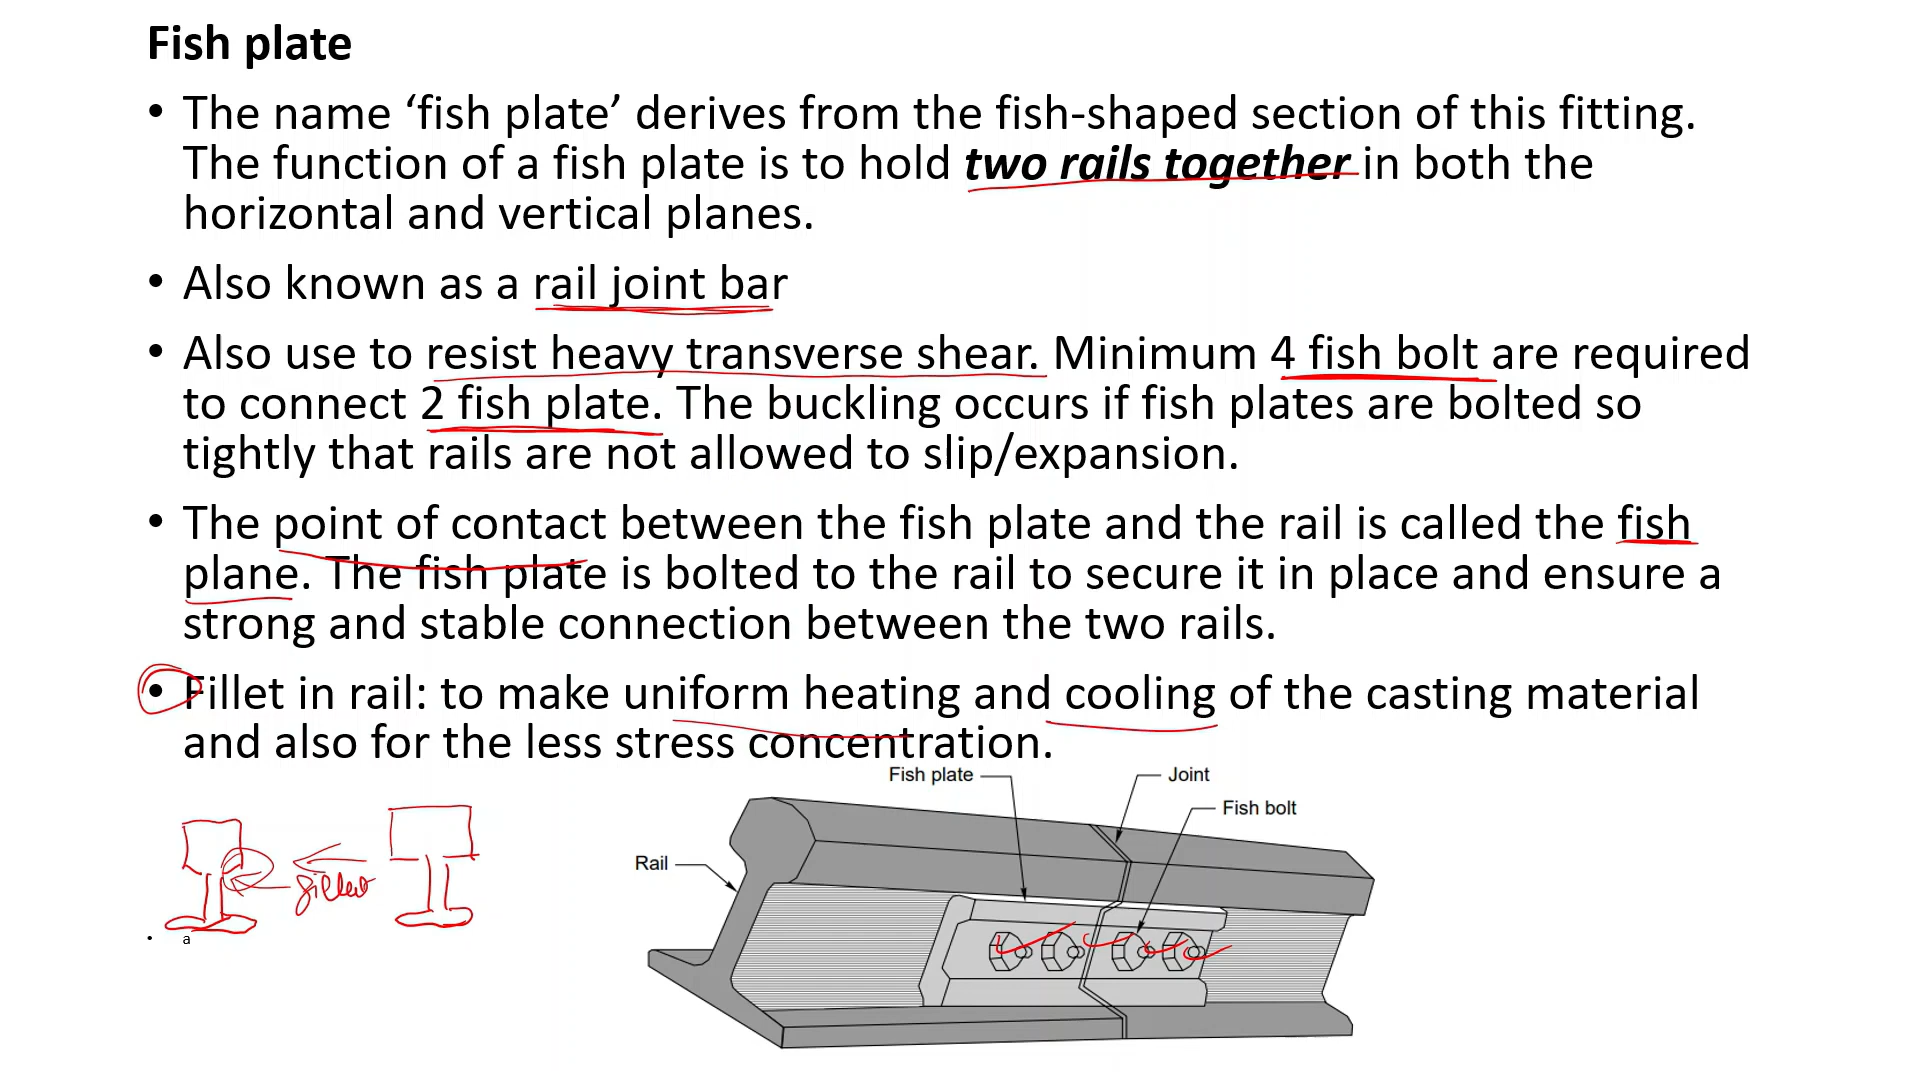 Fish plate
• The name ‘fish plate’ derives from the fish-shaped section of this fitting.
The function of a fish plate is to hold two rails together in both the
horizontal and vertical planes.
• Also known as a rail joint bar
• Also use to resist heavy transverse shear. Minimum 4 fish bolt are required
to connect 2 fish plate. The buckling occurs if fish plates are bolted so
tightly that rails are not allowed to slip/expansion.
• The point of contact between the fish plate and the rail is called the fish
plane. The fish plate is bolted to the rail to secure it in place and ensure a
strong and stable connection between the two rails.
• Fillet in rail: to make uniform heating and cooling of the casting material
and also for the less stress concentration.
Fish plate
Joint
Fish bolt
Rail
fillet
• a